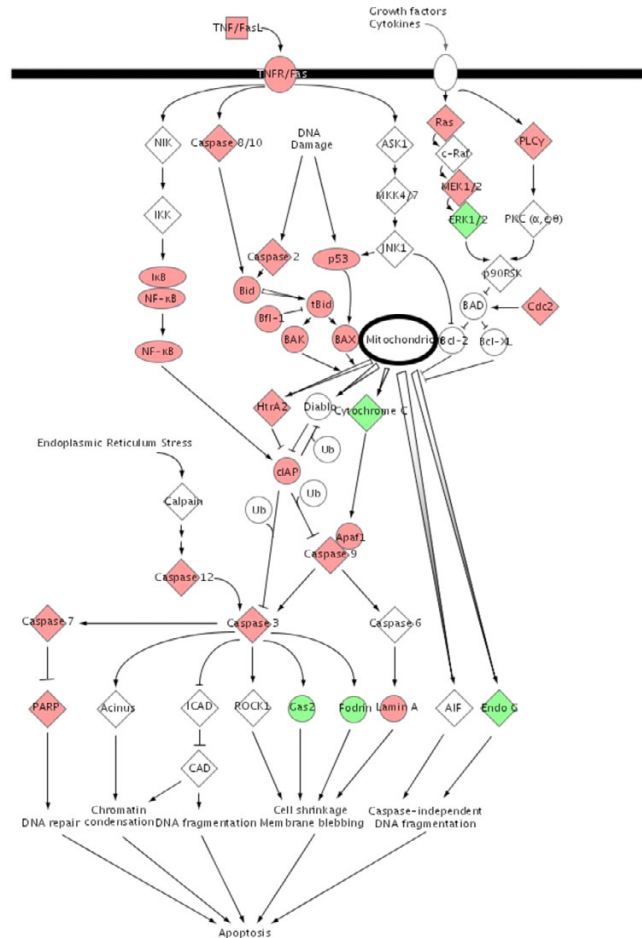 TNF/FasL
Growth factors
Cytokines
TNFR/Fas
NIK
Caspase 8/10
DNA
Damage
ASK1
Ras
c-Raf
PLCγ
MEK1/2
MKK4/7
IKK
ERK1/2
PKC (α,ς,θ)
JNK1
Caspase 2
p53
IκB
NF-κB
Bid
tBid
Bfl-1
p90RSK
BAD
Cdc2
NF-κB
BAK
BAX
Mitochondric
Bcl-2
Bcl-XL
HtrA2
Diablo
Cytochrome C
Endoplasmic Reticulum Stress
Ub
cIAP
Calpain
Ub
Ub
Apaf1
Caspase 9
Caspase 12
Caspase 7
Caspase 3
Caspase 6
PARP
Acinus
ICAD
ROCK1
Gas2
Fodrin
Lamin A
AIF
Endo G
CAD
DNA repair
Chromatin
condensation
DNA fragmentation
Cell shrinkage
Membrane blebbing
Caspase-independent
DNA fragmentation
Apoptosis